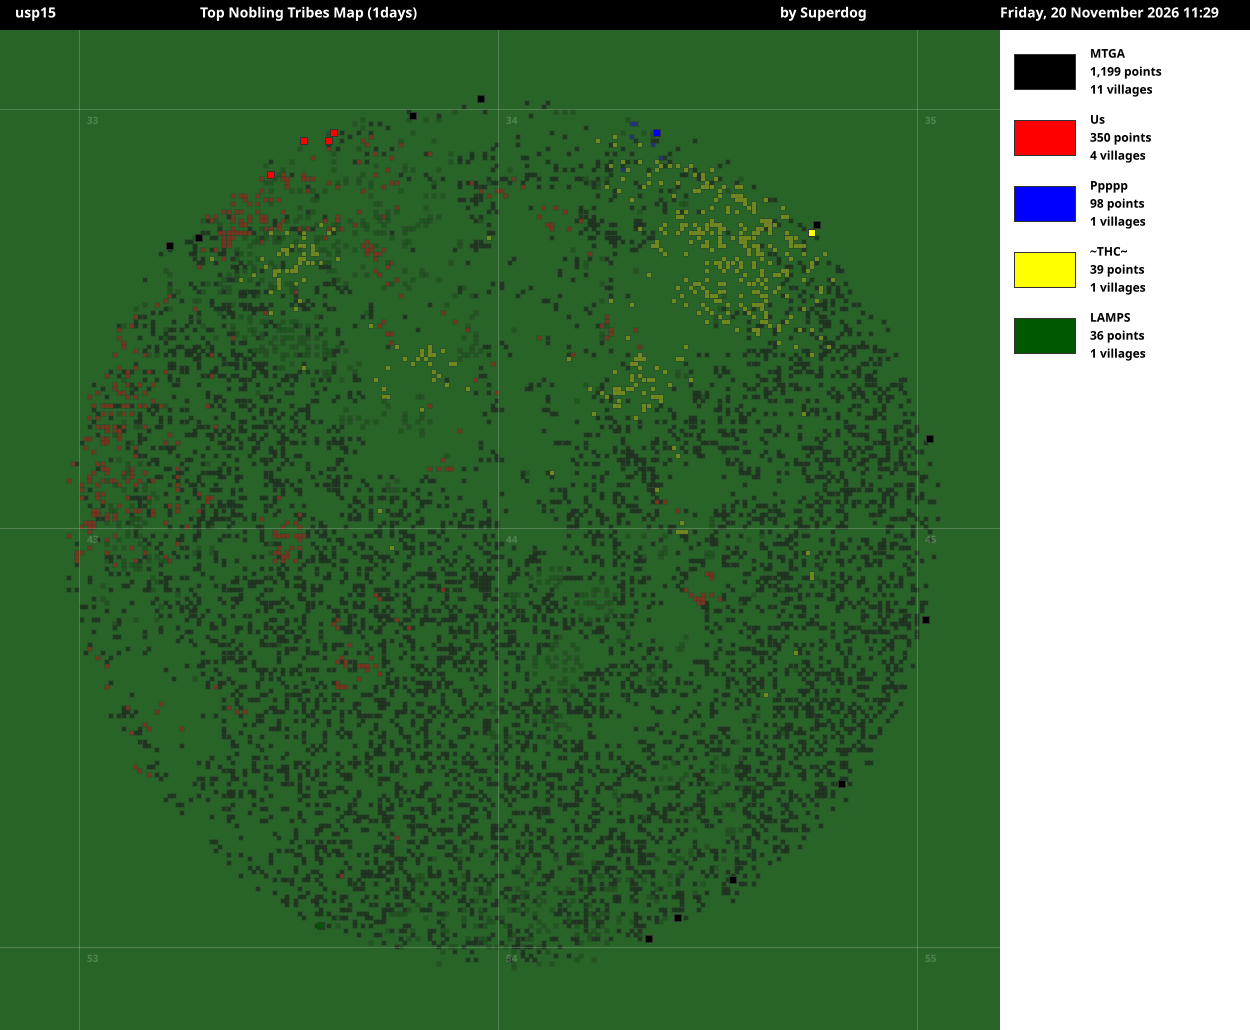 usp15 Top Nobling Tribes Map (1days) by Superdog Friday, 20 November 2026 11:29
MTGA
1,199 points
11 villages
Us
350 points
4 villages
Ppppp
98 points
1 villages
~THC~
39 points
1 villages
LAMPS
36 points
1 villages
33 34 35
43 44 45
53 54 55